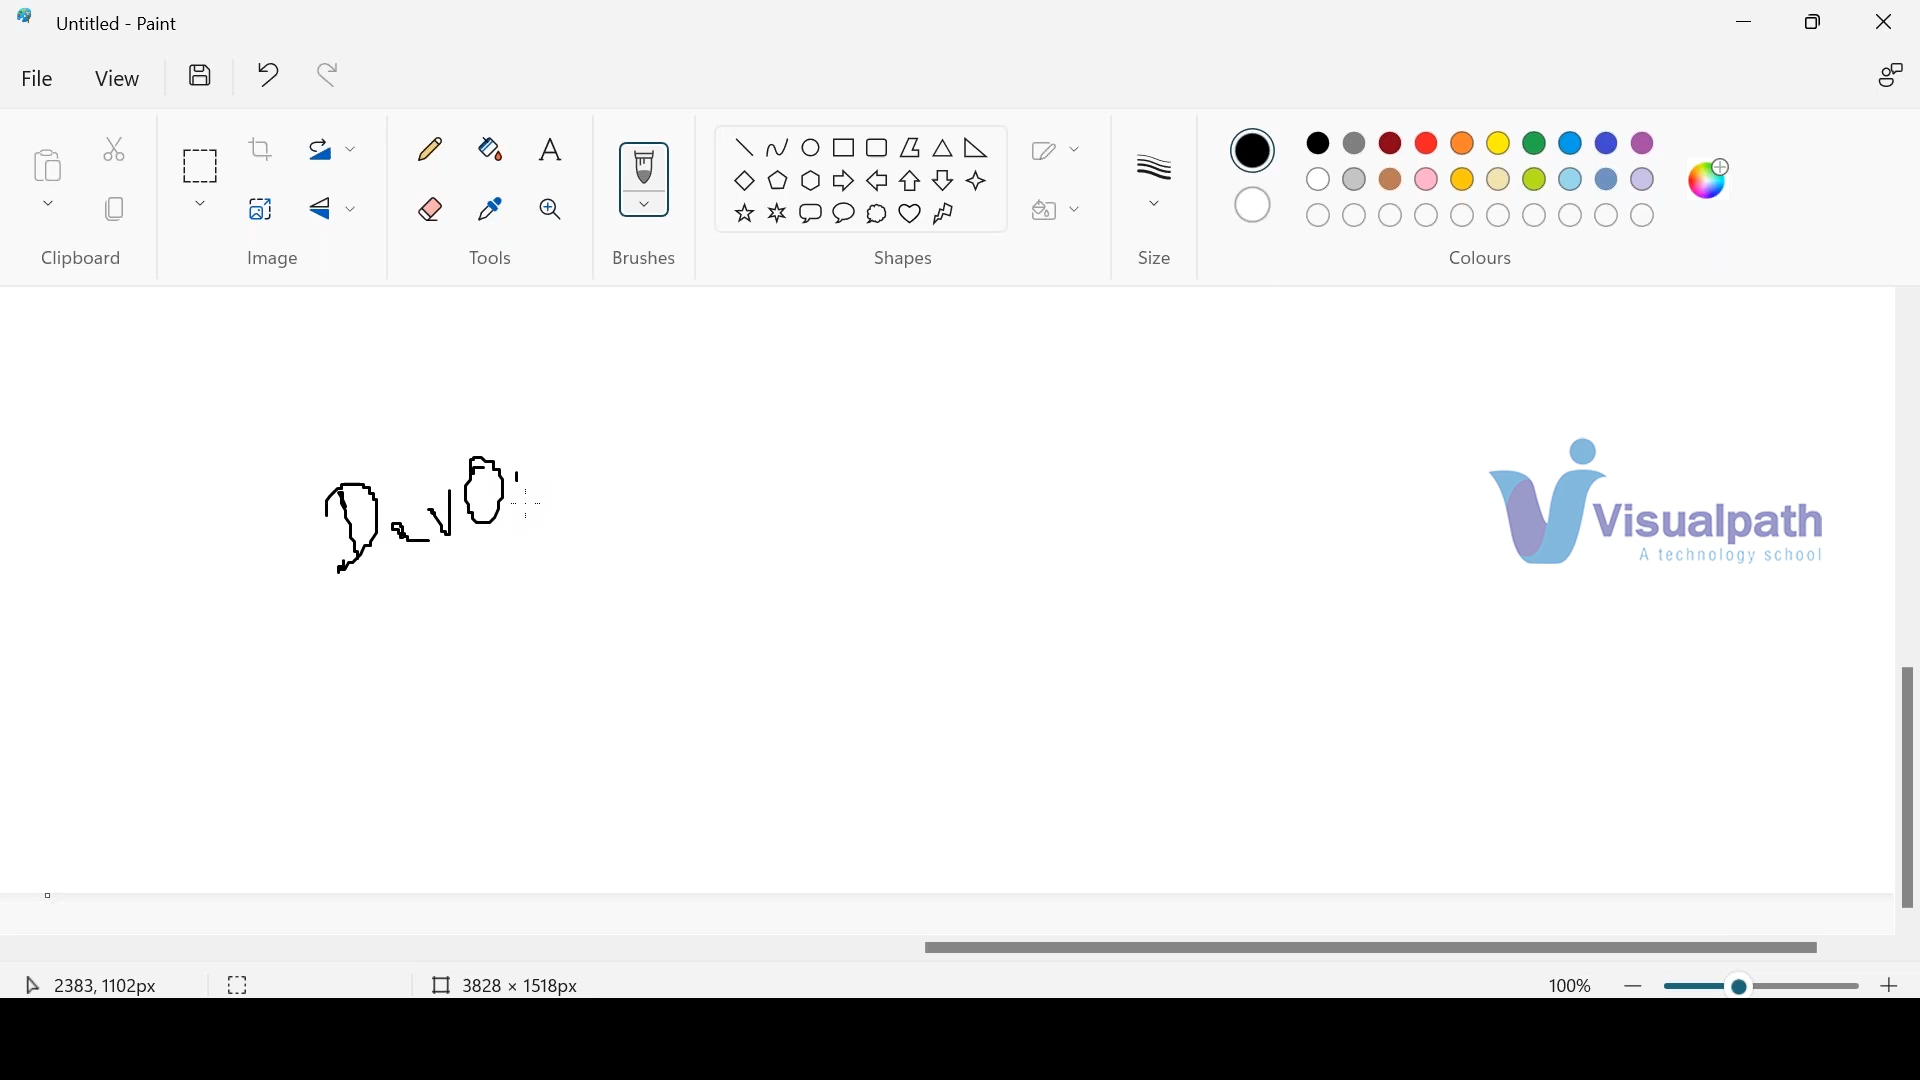 Untitled - Paint
File View
Clipboard
Image
Tools
Brushes
Shapes
Size
Colours
Visualpath
A technology school
2383, 1102px
3828 × 1518px
100%